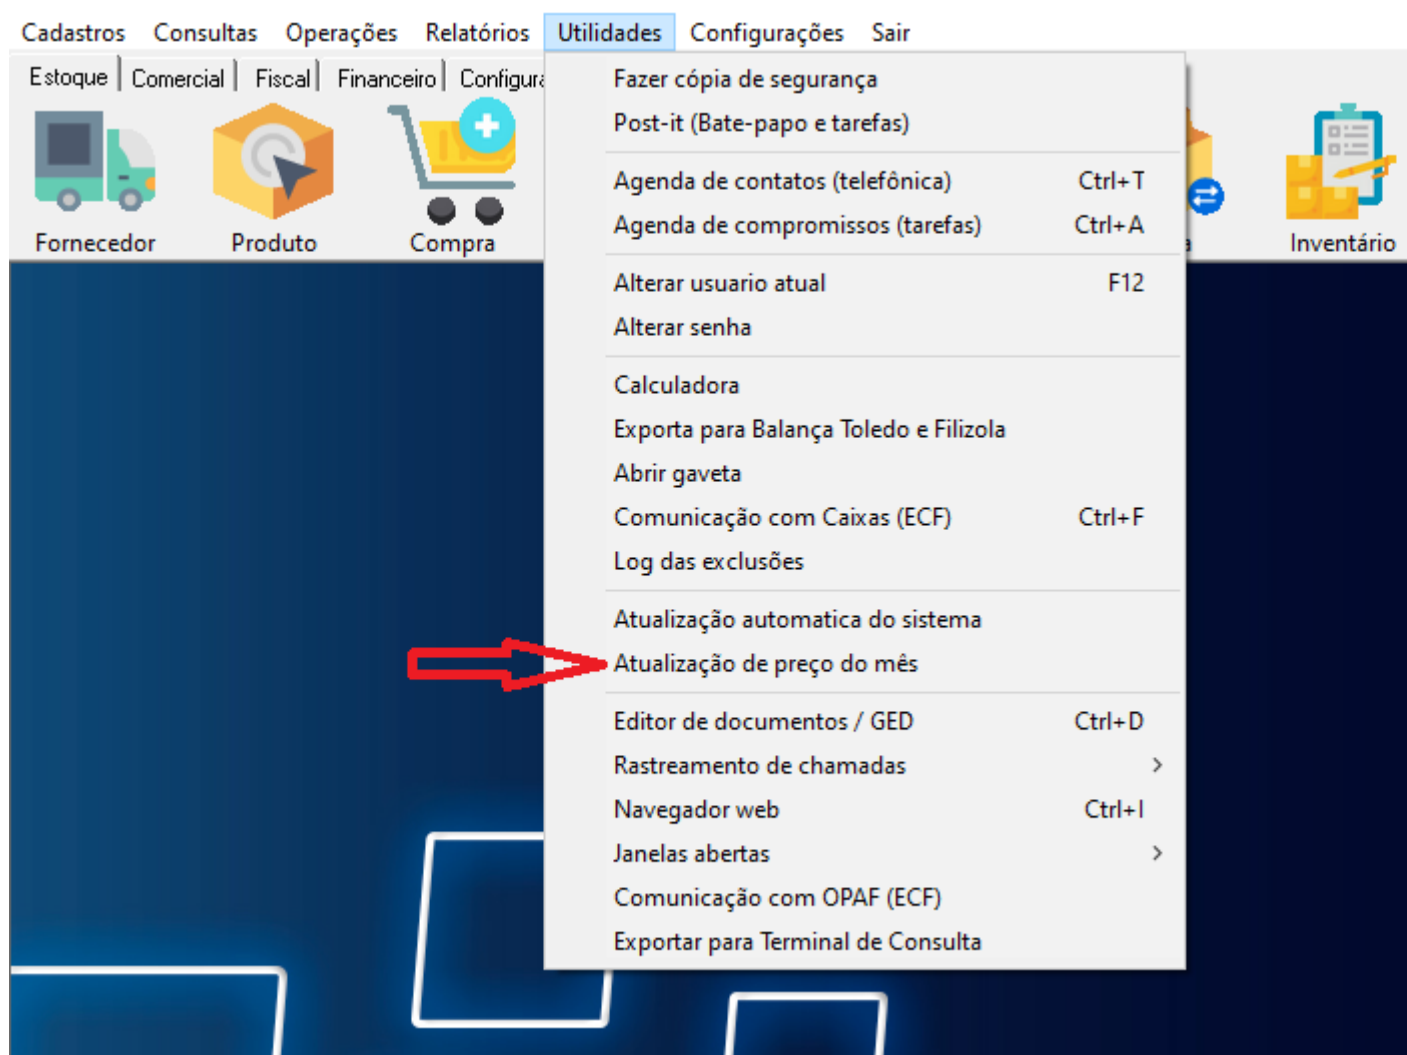 Cadastros Consultas Operações Relatórios Utilidades Configurações Sair
Estoque Comercial Fiscal Financeiro
Fornecedor Produto Compra Inventário
Fazer cópia de segurança
Post-it (Bate-papo e tarefas)
Agenda de contatos (telefônica) Ctrl+T
Agenda de compromissos (tarefas) Ctrl+A
Alterar usuario atual F12
Alterar senha
Calculadora
Exporta para Balança Toledo e Filizola
Abrir gaveta
Comunicação com Caixas (ECF) Ctrl+F
Log das exclusões
Atualização automatica do sistema
Atualização de preço do mês
Editor de documentos / GED Ctrl+D
Rastreamento de chamadas
Navegador web Ctrl+I
Janelas abertas
Comunicação com OPAF (ECF)
Exportar para Terminal de Consulta